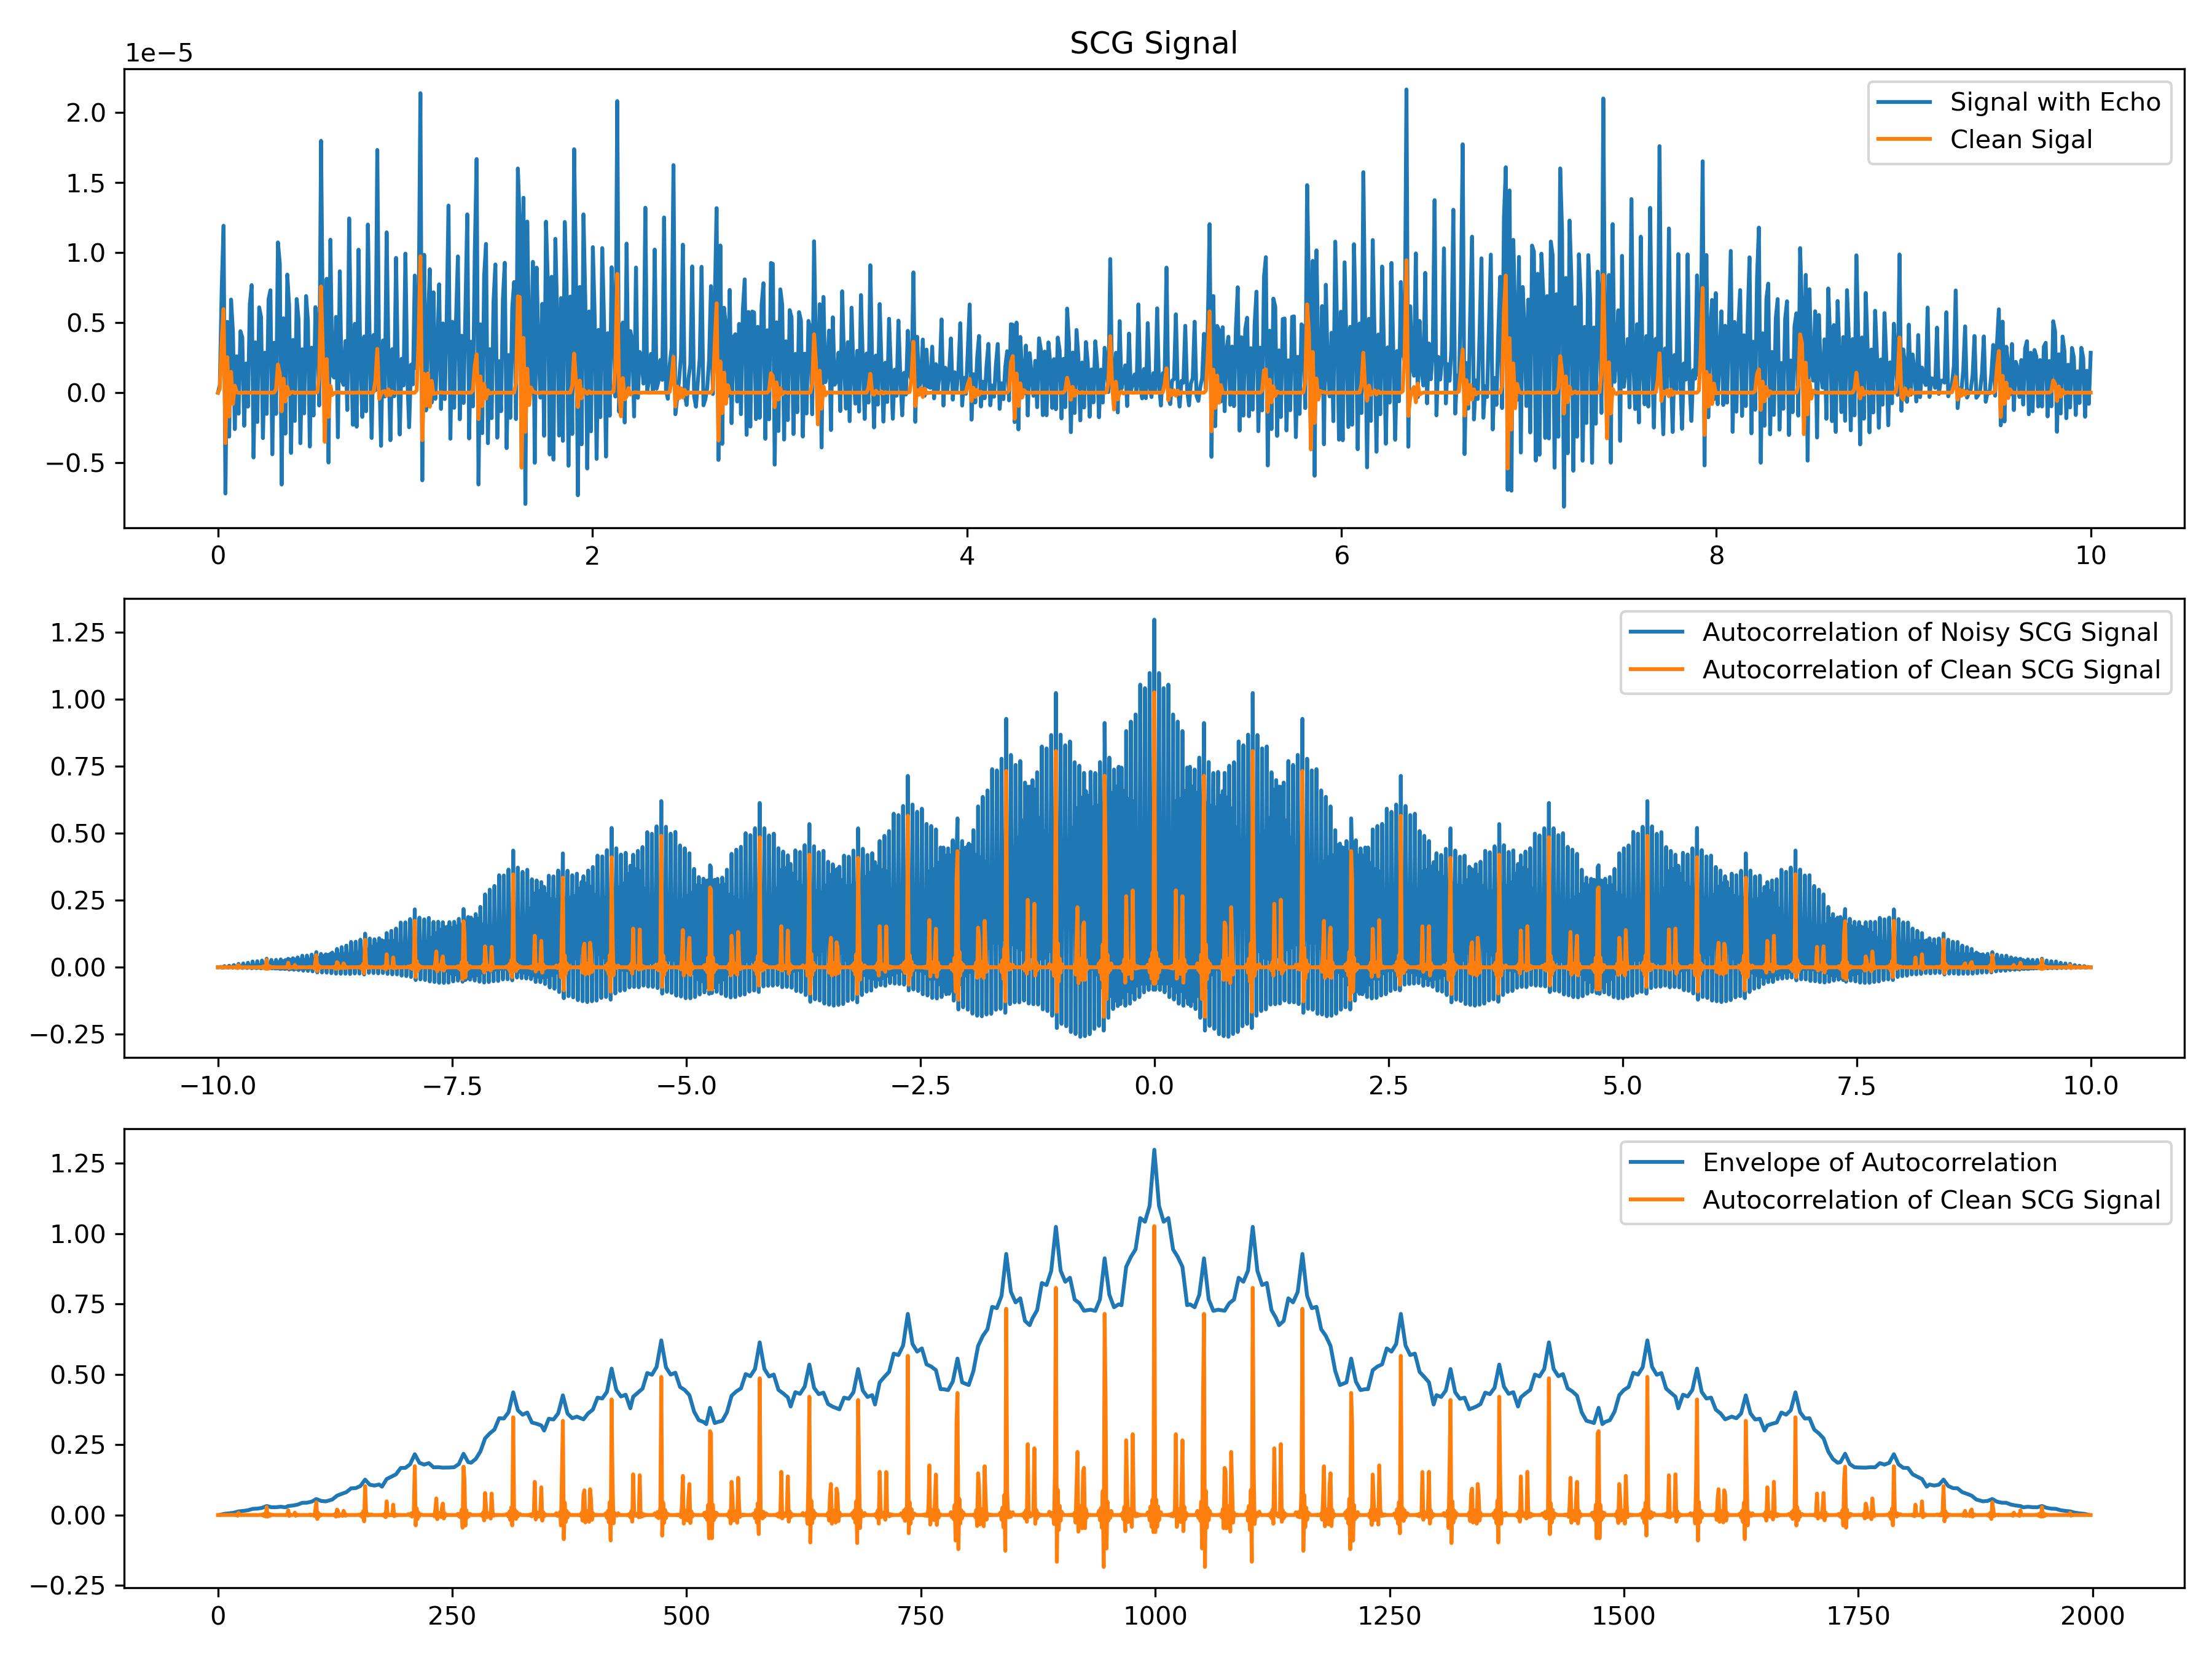 SCG Signal
1e−5
Signal with Echo
Clean Sigal
2.0
1.5
1.0
0.5
0.0
−0.5
0 2 4 6 8 10
Autocorrelation of Noisy SCG Signal
Autocorrelation of Clean SCG Signal
1.25
1.00
0.75
0.50
0.25
0.00
−0.25
−10.0 −7.5 −5.0 −2.5 0.0 2.5 5.0 7.5 10.0
Envelope of Autocorrelation
Autocorrelation of Clean SCG Signal
1.25
1.00
0.75
0.50
0.25
0.00
−0.25
0 250 500 750 1000 1250 1500 1750 2000